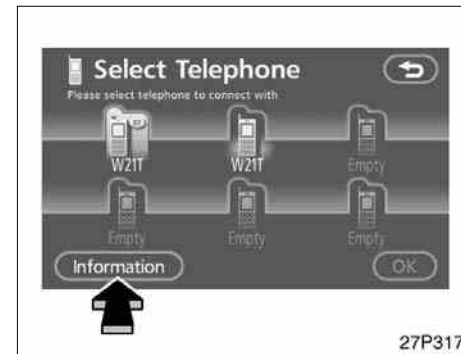 Select Telephone
Please select telephone to connect with
W21T W21T Empty
Empty Empty Empty
Information OK
27P317